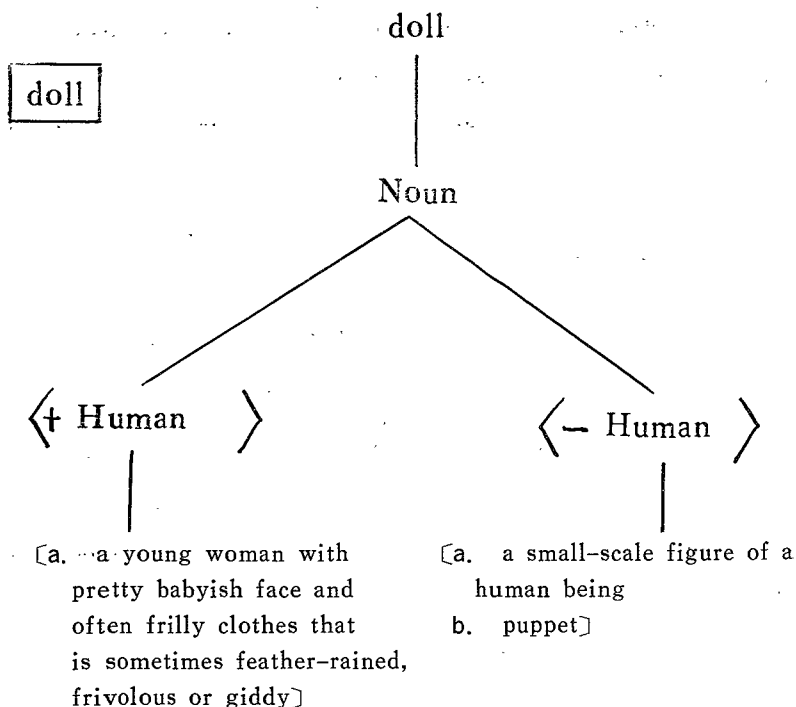 doll
doll
Noun
⟨+ Human ⟩
⟨− Human ⟩
[a. a young woman with
pretty babyish face and
often frilly clothes that
is sometimes feather-rained,
frivolous or giddy]
[a. a small-scale figure of a
human being
b. puppet]